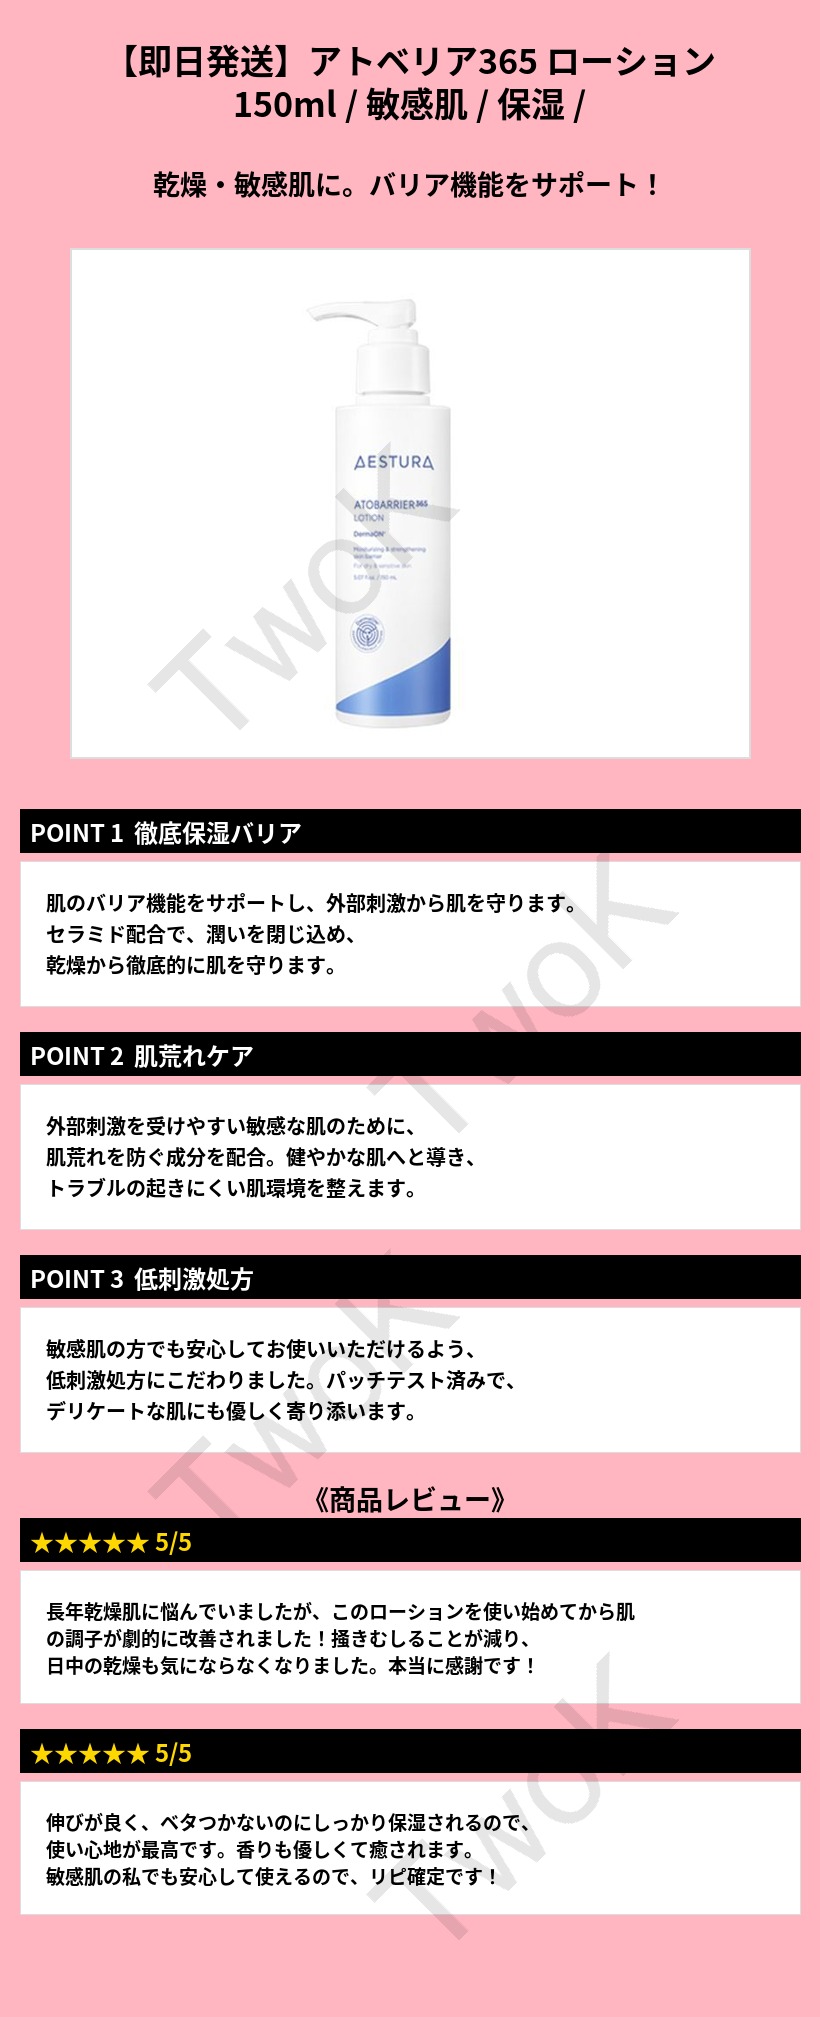 【即日発送】アトベリア365 ローション
150ml / 敏感肌 / 保湿 /
乾燥・敏感肌に。バリア機能をサポート！
AESTURA
ATOBARRIER365
LOTION
DermaON®
Moisturizing & strengthening
skin barrier
For dry & sensitive skin
5.07 fl.oz. / 150 mL
TwoK
POINT 1 徹底保湿バリア
肌のバリア機能をサポートし、外部刺激から肌を守ります。
セラミド配合で、潤いを閉じ込め、
乾燥から徹底的に肌を守ります。
TwoK
POINT 2 肌荒れケア
外部刺激を受けやすい敏感な肌のために、
肌荒れを防ぐ成分を配合。健やかな肌へと導き、
トラブルの起きにくい肌環境を整えます。
POINT 3 低刺激処方
敏感肌の方でも安心してお使いいただけるよう、
低刺激処方にこだわりました。パッチテスト済みで、
デリケートな肌にも優しく寄り添います。
TwoK
《商品レビュー》
★★★★★ 5/5
長年乾燥肌に悩んでいましたが、このローションを使い始めてから肌
の調子が劇的に改善されました！掻きむしることが減り、
日中の乾燥も気にならなくなりました。本当に感謝です！
★★★★★ 5/5
伸びが良く、ベタつかないのにしっかり保湿されるので、
使い心地が最高です。香りも優しくて癒されます。
敏感肌の私でも安心して使えるので、リピ確定です！
TwoK